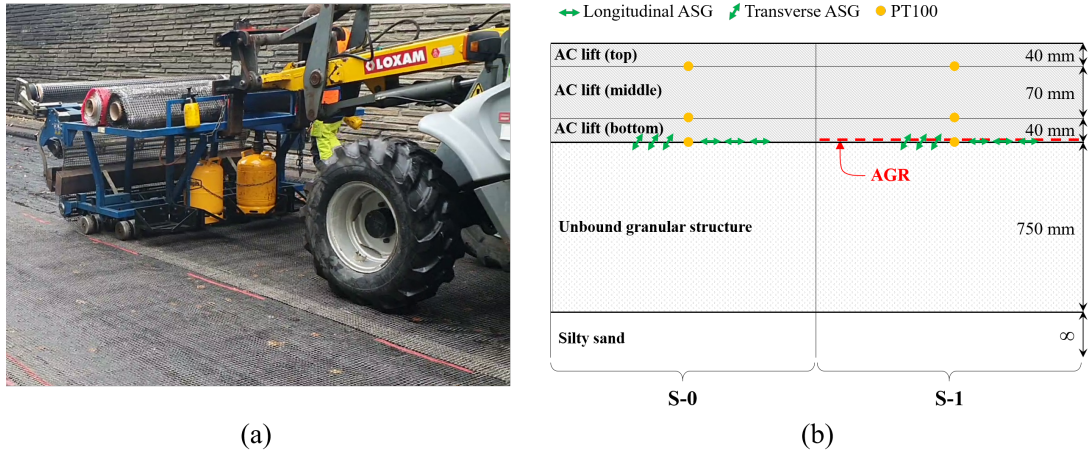 LOXAM
Longitudinal ASG Transverse ASG PT100
AC lift (top) 40 mm
AC lift (middle) 70 mm
AC lift (bottom) 40 mm
AGR
Unbound granular structure 750 mm
Silty sand ∞
S-0 S-1
(a) (b)